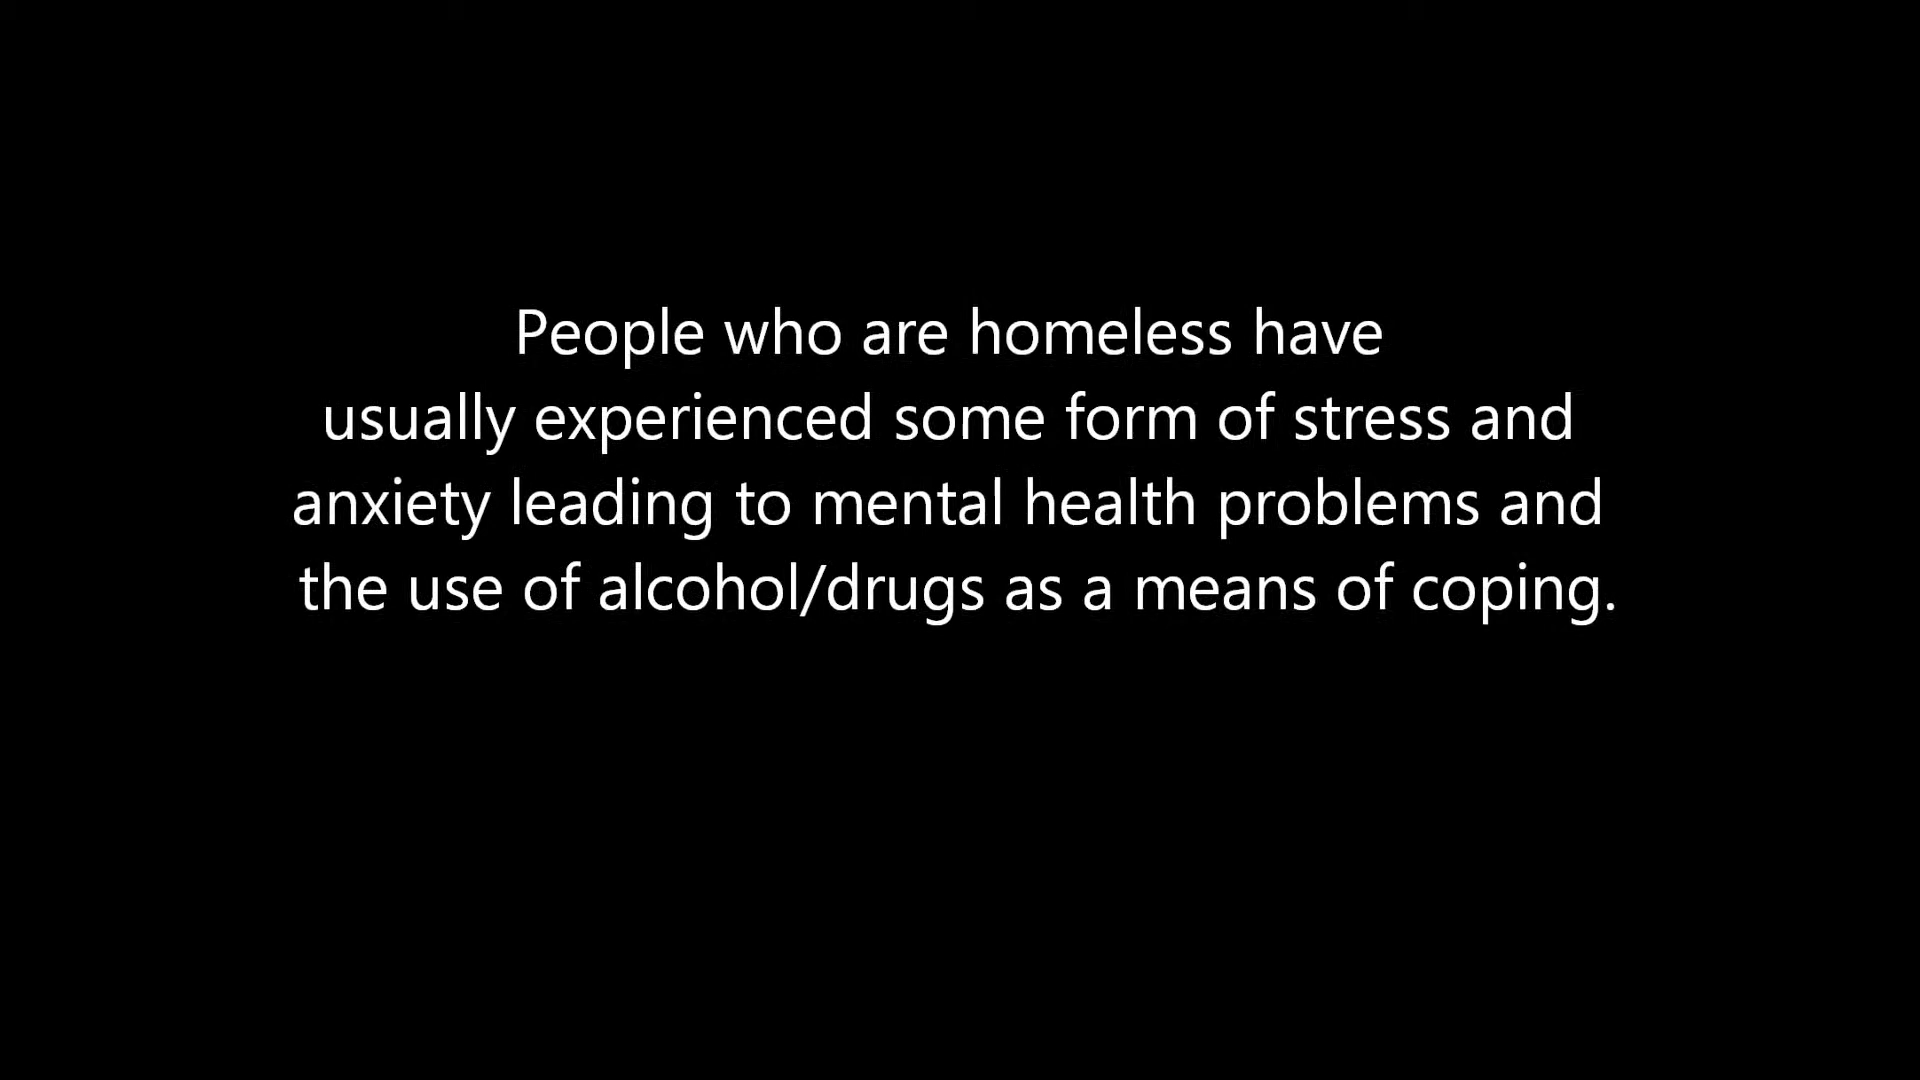 People who are homeless have
usually experienced some form of stress and
anxiety leading to mental health problems and
the use of alcohol/drugs as a means of coping.